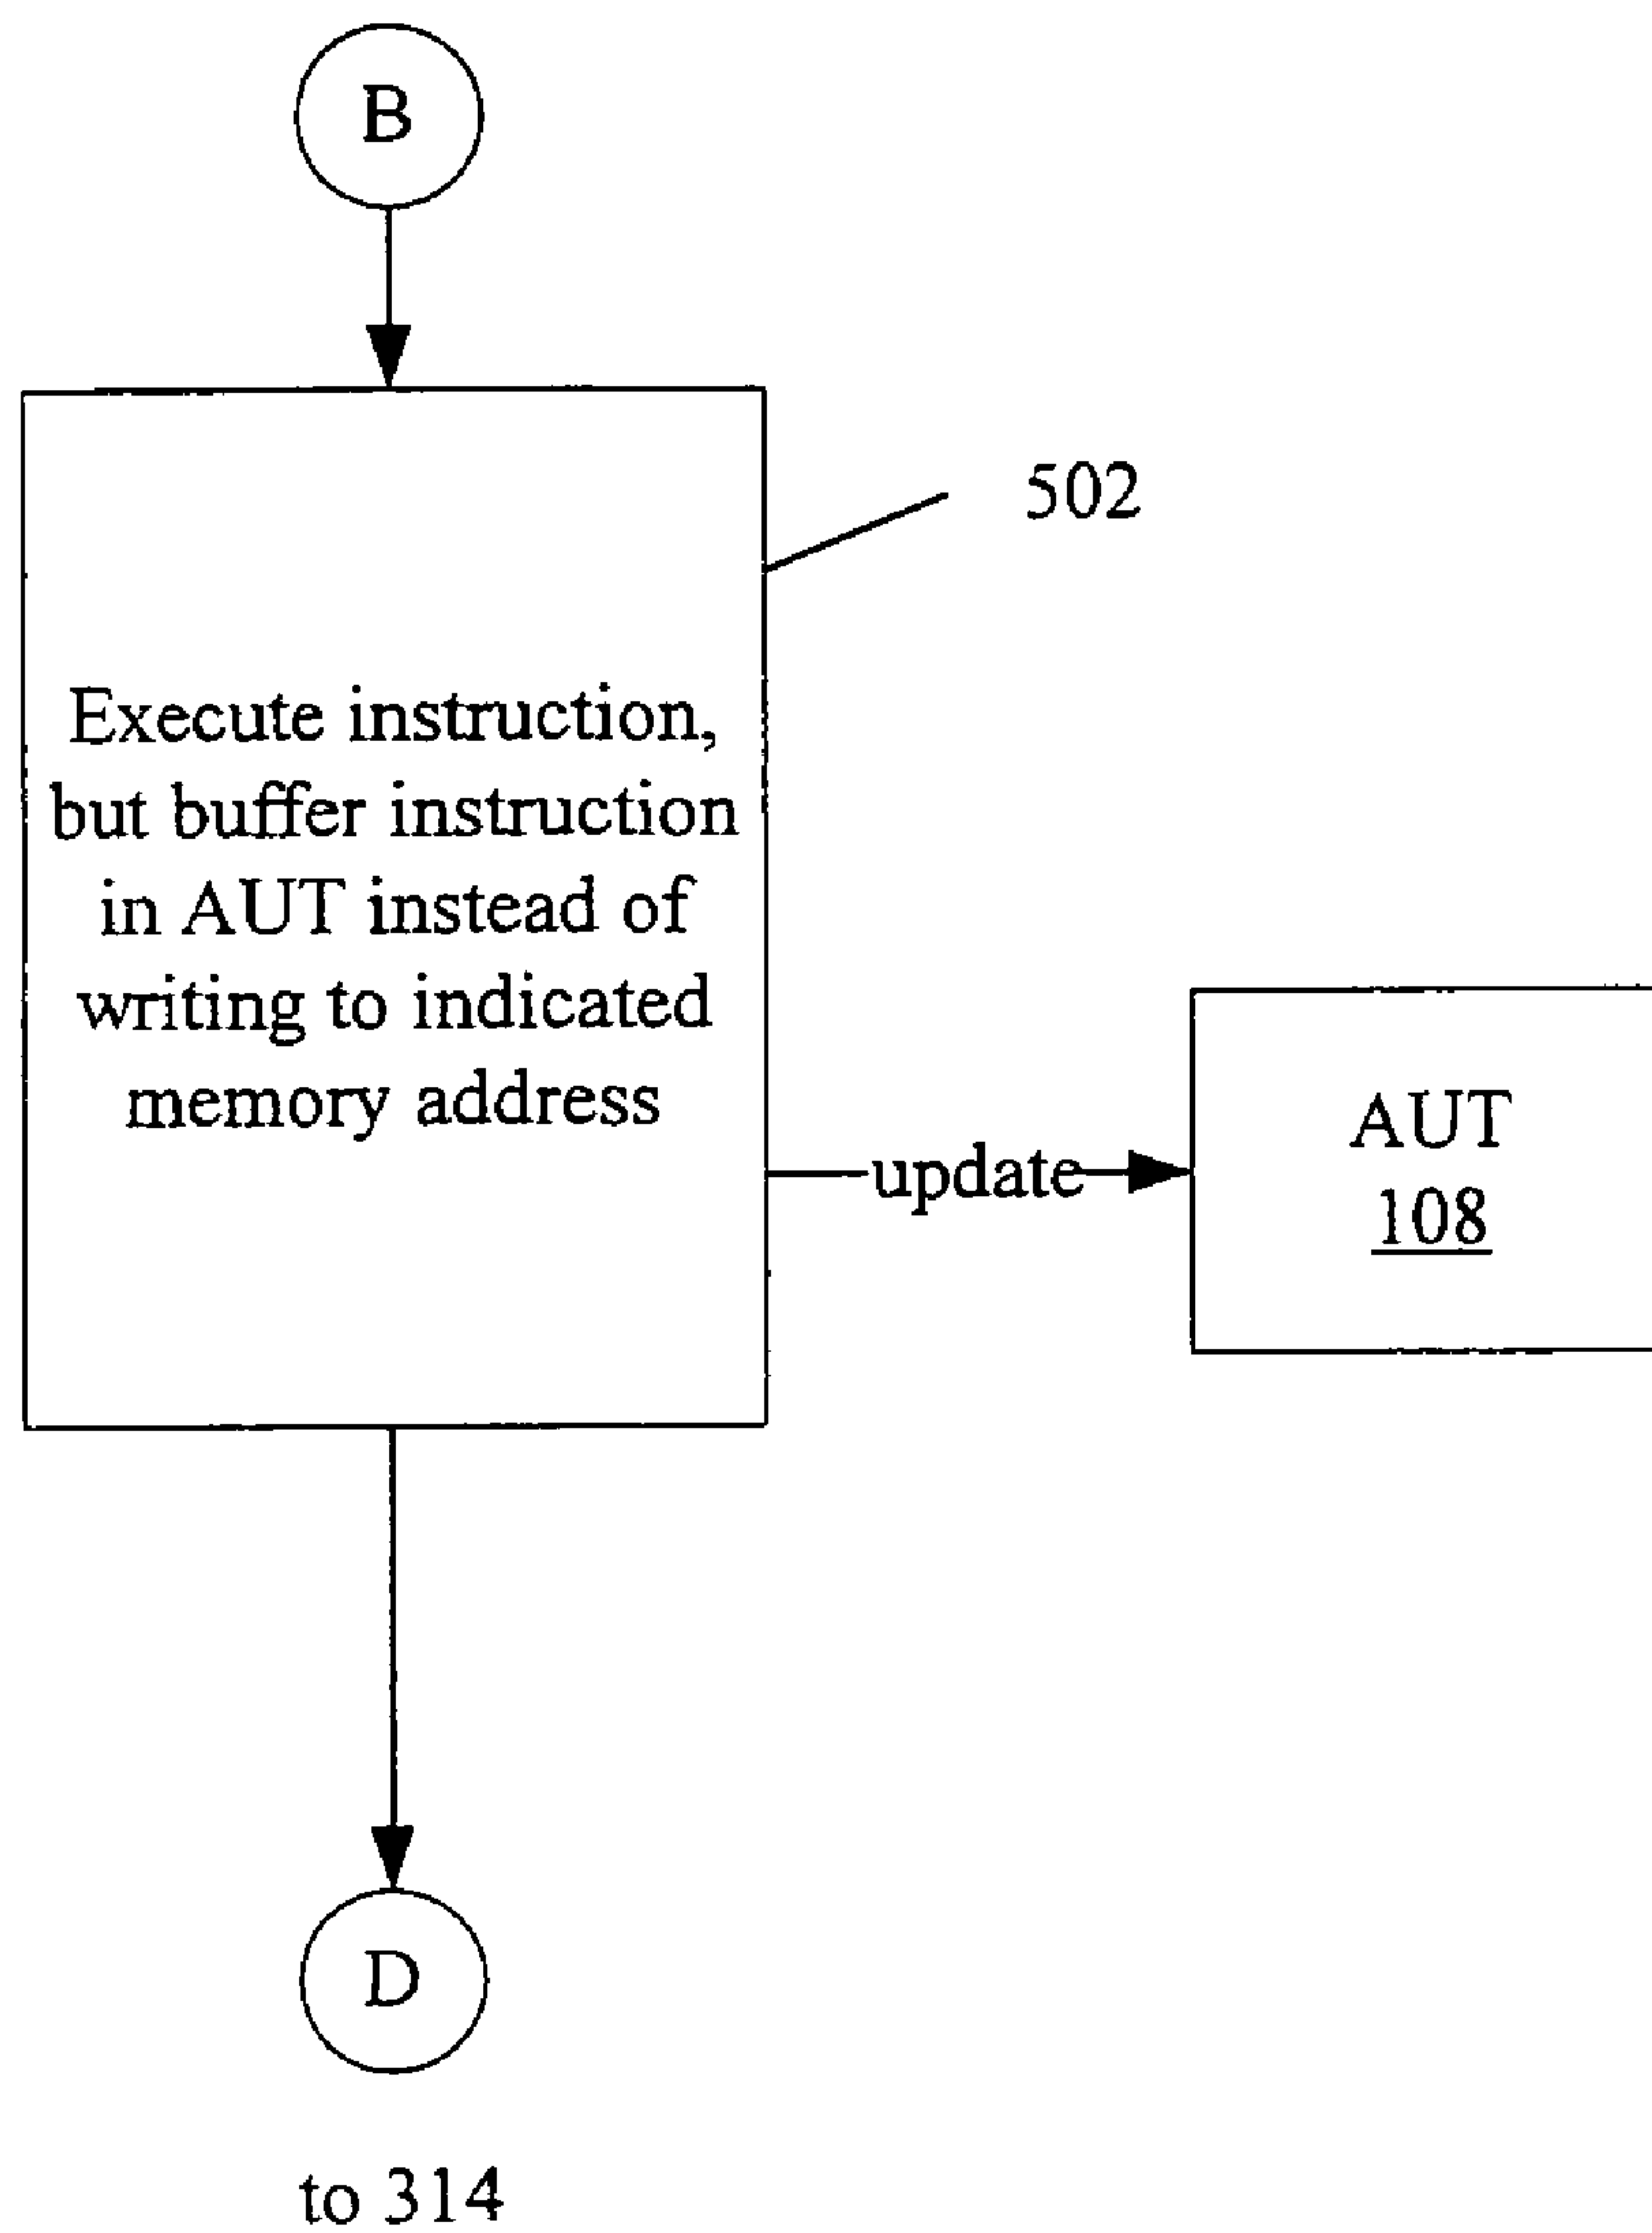 B
502
Execute instruction,
but buffer instruction
in AUT instead of
writing to indicated
memory address
update
AUT
108
D
to 314